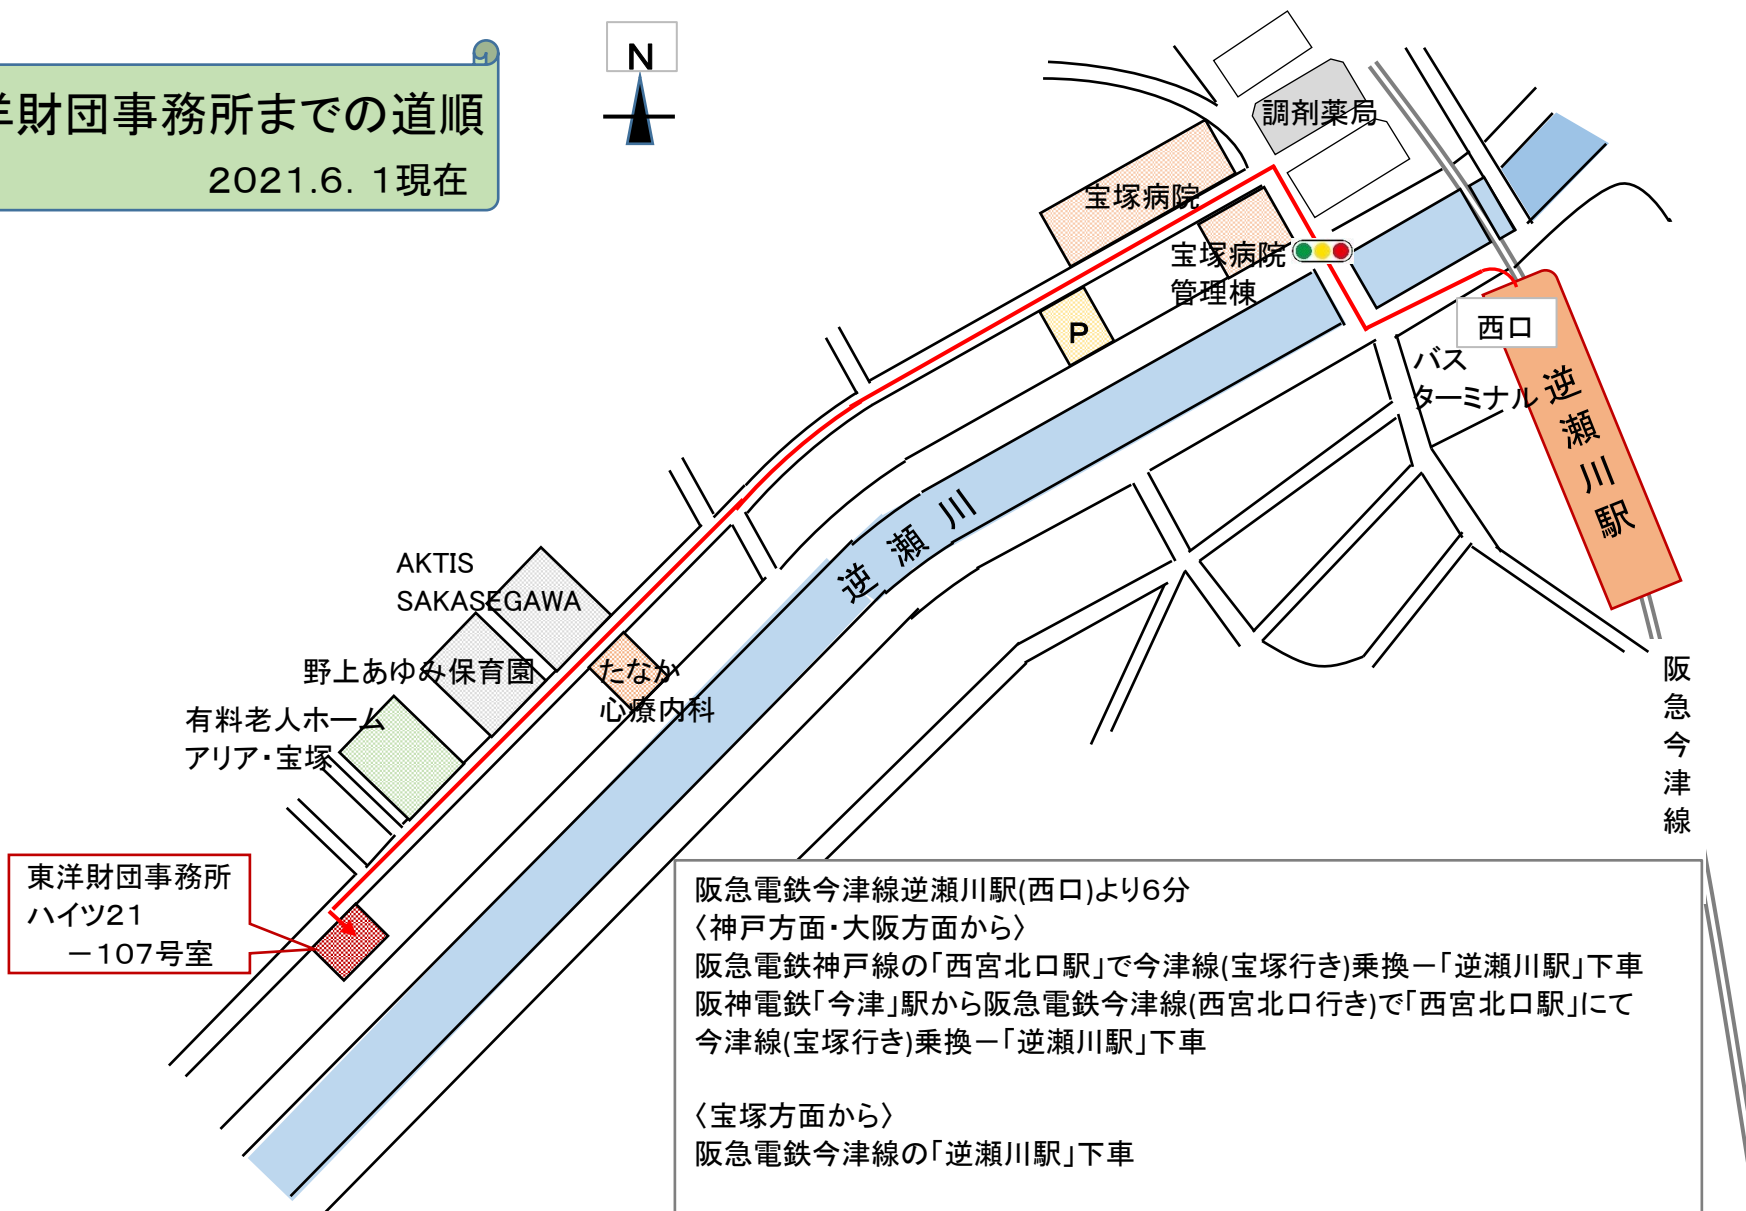 洋財団事務所までの道順
2021.6. 1現在
N
調剤薬局
宝塚病院
宝塚病院
管理棟
P
西口
バス
ターミナル
逆瀬川駅
逆瀬川
AKTIS
SAKASEGAWA
野上あゆみ保育園
たなか
心療内科
有料老人ホーム
アリア・宝塚
阪急今津線
東洋財団事務所
ハイツ21
－107号室
阪急電鉄今津線逆瀬川駅(西口)より6分
〈神戸方面・大阪方面から〉
阪急電鉄神戸線の「西宮北口駅」で今津線(宝塚行き)乗換－「逆瀬川駅」下車
阪神電鉄「今津」駅から阪急電鉄今津線(西宮北口行き)で「西宮北口駅」にて
今津線(宝塚行き)乗換－「逆瀬川駅」下車
〈宝塚方面から〉
阪急電鉄今津線の「逆瀬川駅」下車